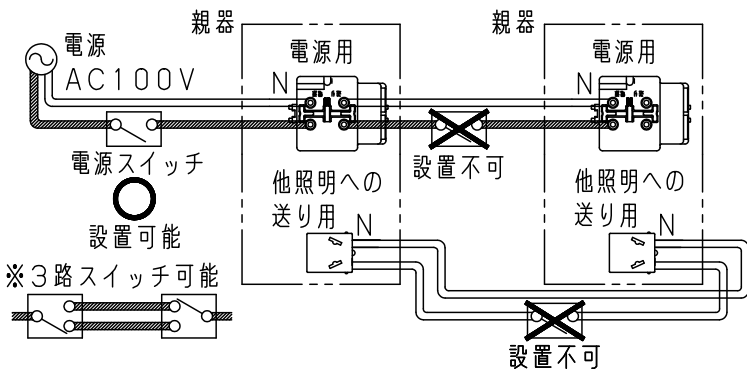 親器
親器
電源
AC100V
電源用
電源用
N
N
電源スイッチ
設置可能
設置不可
他照明への
送り用
N
他照明への
送り用
N
※3路スイッチ可能
設置不可